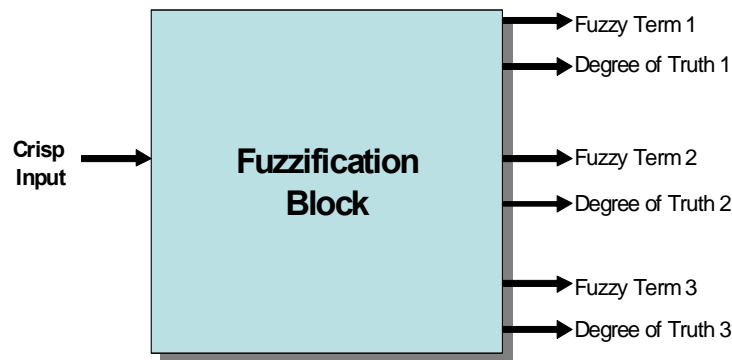 Fuzzy Term 1
Degree of Truth 1
Crisp
Input
Fuzzification
Block
Fuzzy Term 2
Degree of Truth 2
Fuzzy Term 3
Degree of Truth 3